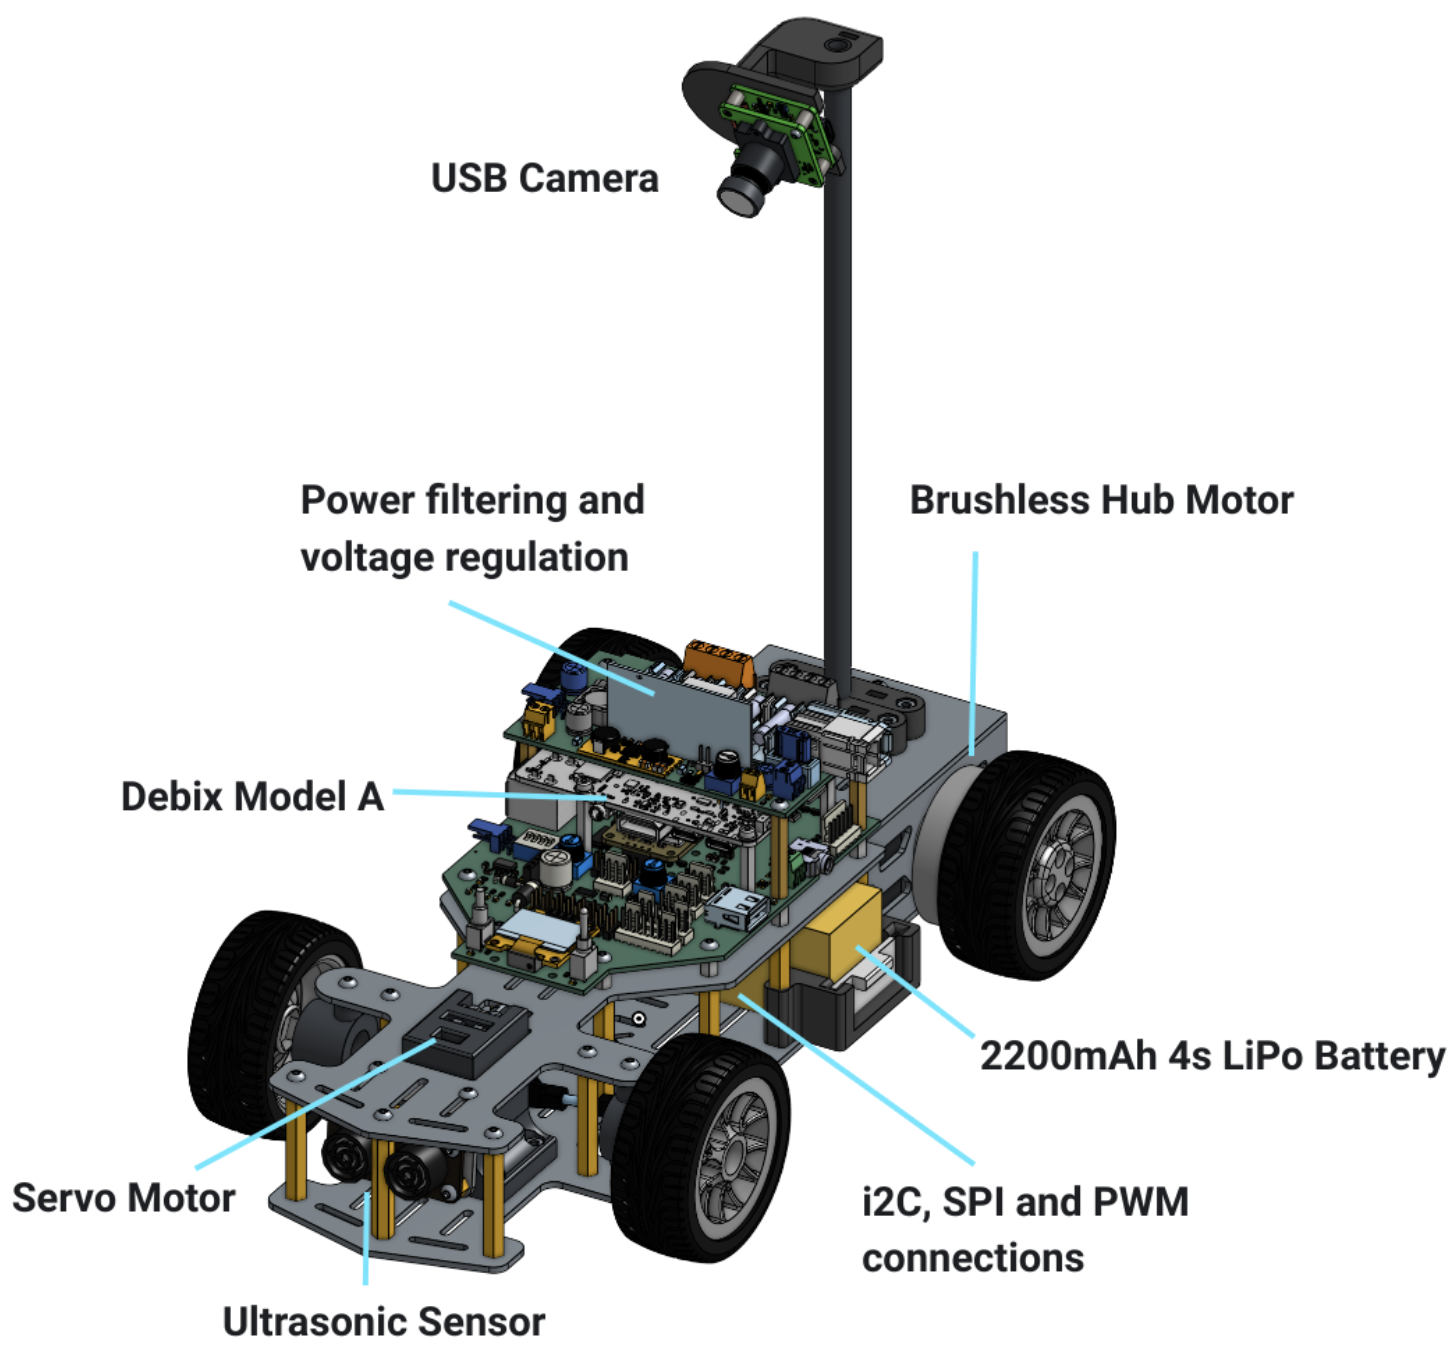 USB Camera
Power filtering and
voltage regulation
Brushless Hub Motor
Debix Model A
2200mAh 4s LiPo Battery
Servo Motor
i2C, SPI and PWM
connections
Ultrasonic Sensor